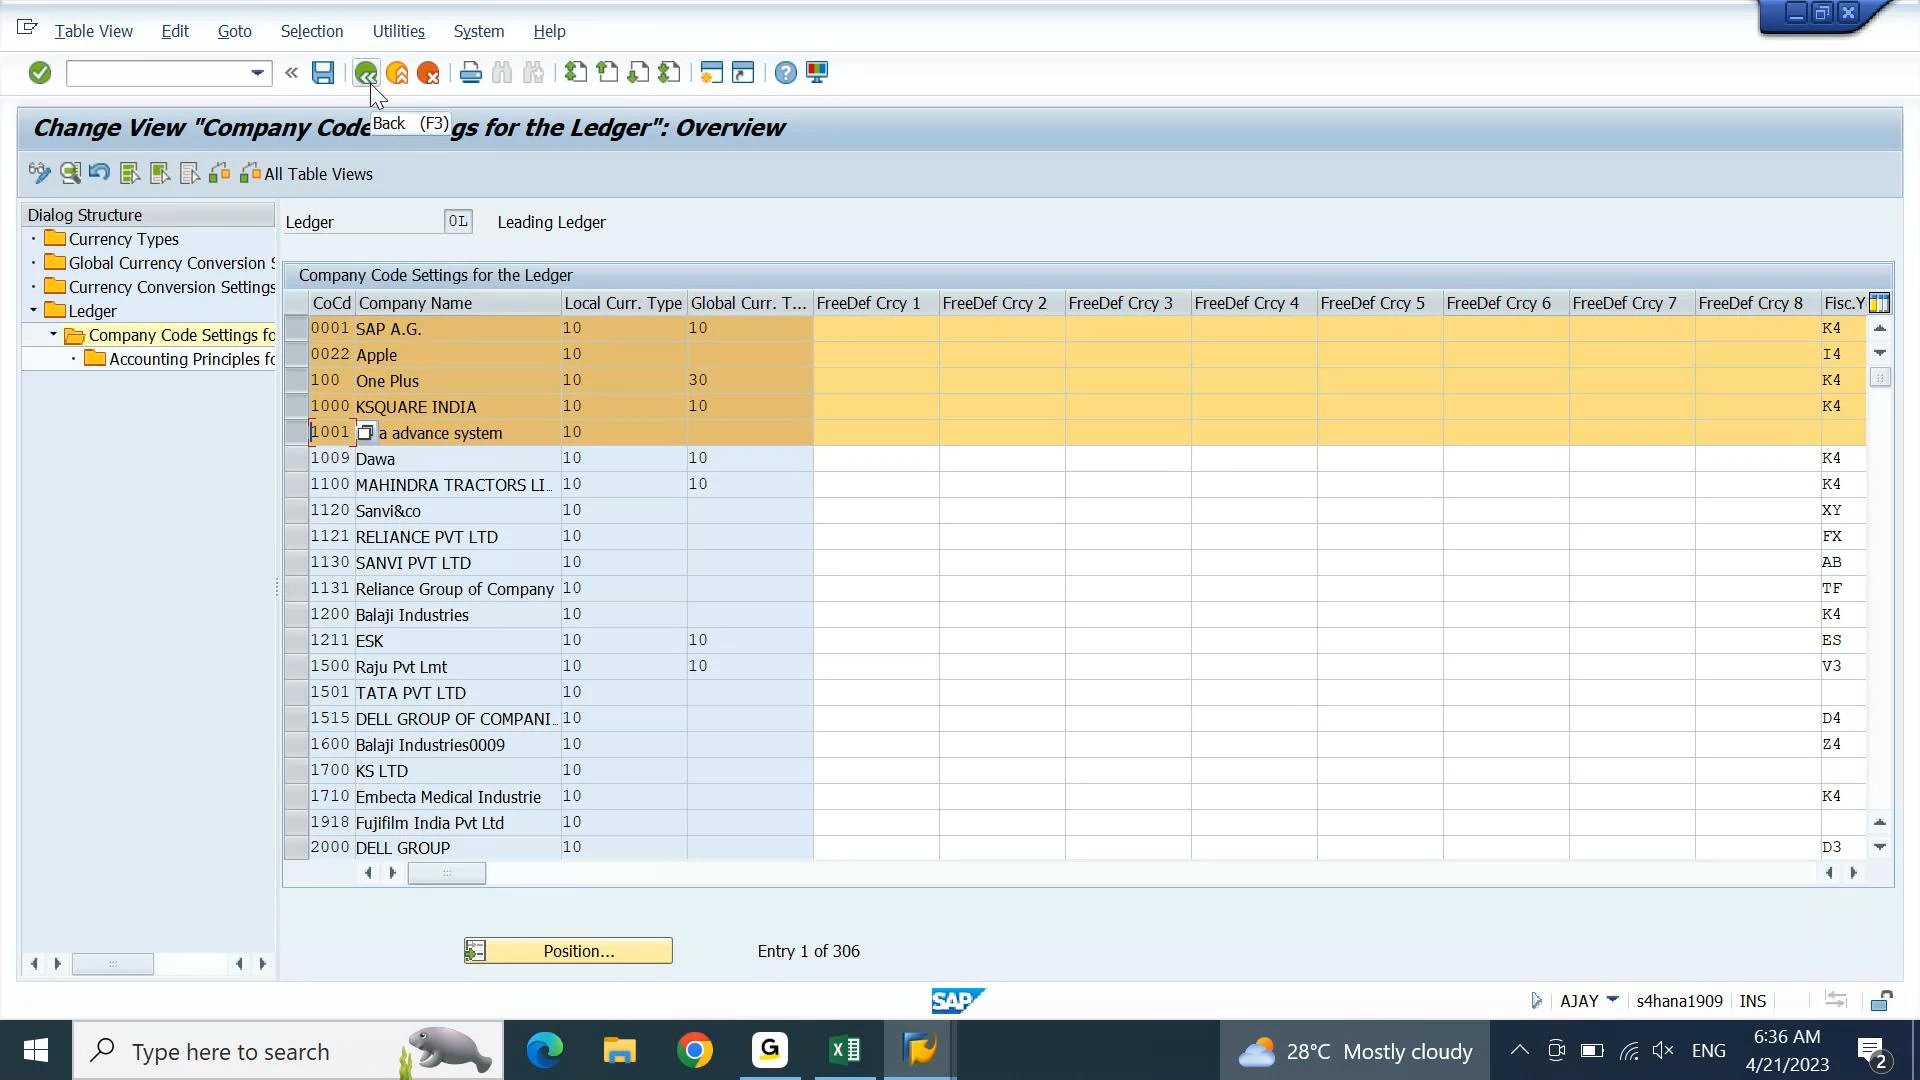 Table View Edit Goto Selection Utilities System Help
Change View "Company Code
gs for the Ledger": Overview
Back (F3)
All Table Views
Dialog Structure
Currency Types
Global Currency Conversion S
Currency Conversion Settings
Ledger
Company Code Settings fo
Accounting Principles fo
Ledger 0L Leading Ledger
Company Code Settings for the Ledger
CoCd Company Name Local Curr. Type Global Curr. T... FreeDef Crcy 1 FreeDef Crcy 2 FreeDef Crcy 3 FreeDef Crcy 4 FreeDef Crcy 5 FreeDef Crcy 6 FreeDef Crcy 7 FreeDef Crcy 8 Fisc.Y
0001 SAP A.G. 10 10 K4
0022 Apple 10 I4
100 One Plus 10 30 K4
1000 KSQUARE INDIA 10 10 K4
1001 a advance system 10
1009 Dawa 10 10 K4
1100 MAHINDRA TRACTORS LI... 10 10 K4
1120 Sanvi&co 10 XY
1121 RELIANCE PVT LTD 10 FX
1130 SANVI PVT LTD 10 AB
1131 Reliance Group of Company 10 TF
1200 Balaji Industries 10 K4
1211 ESK 10 10 ES
1500 Raju Pvt Lmt 10 10 V3
1501 TATA PVT LTD 10
1515 DELL GROUP OF COMPANI... 10 D4
1600 Balaji Industries0009 10 Z4
1700 KS LTD 10
1710 Embecta Medical Industrie 10 K4
1918 Fujifilm India Pvt Ltd 10
2000 DELL GROUP 10 D3
Position... Entry 1 of 306
SAP
AJAY s4hana1909 INS
Type here to search
G
28°C Mostly cloudy
ENG
6:36 AM
4/21/2023
2